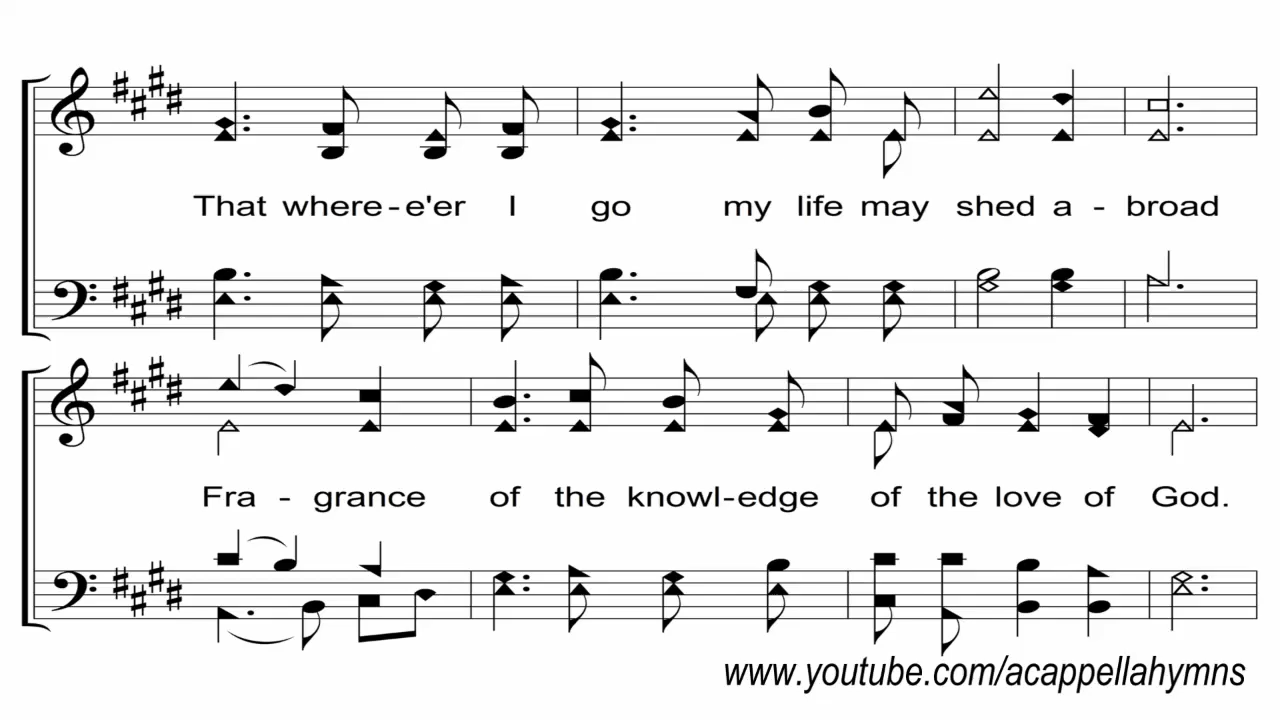 That where-e'er I go my life may shed a - broad
Fra - grance of the knowl-edge of the love of God.
www.youtube.com/acappellahymns